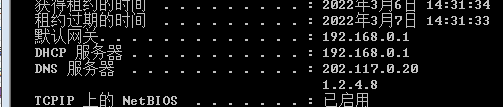 获得租约的时间 . . . . . . . . . : 2022年3月6日 14:31:34
租约过期的时间 . . . . . . . . . : 2022年3月7日 14:31:33
默认网关. . . . . . . . . . . . . : 192.168.0.1
DHCP 服务器 . . . . . . . . . . . : 192.168.0.1
DNS 服务器 . . . . . . . . . . . : 202.117.0.20
1.2.4.8
TCPIP 上的 NetBIOS . . . . . . . : 已启用